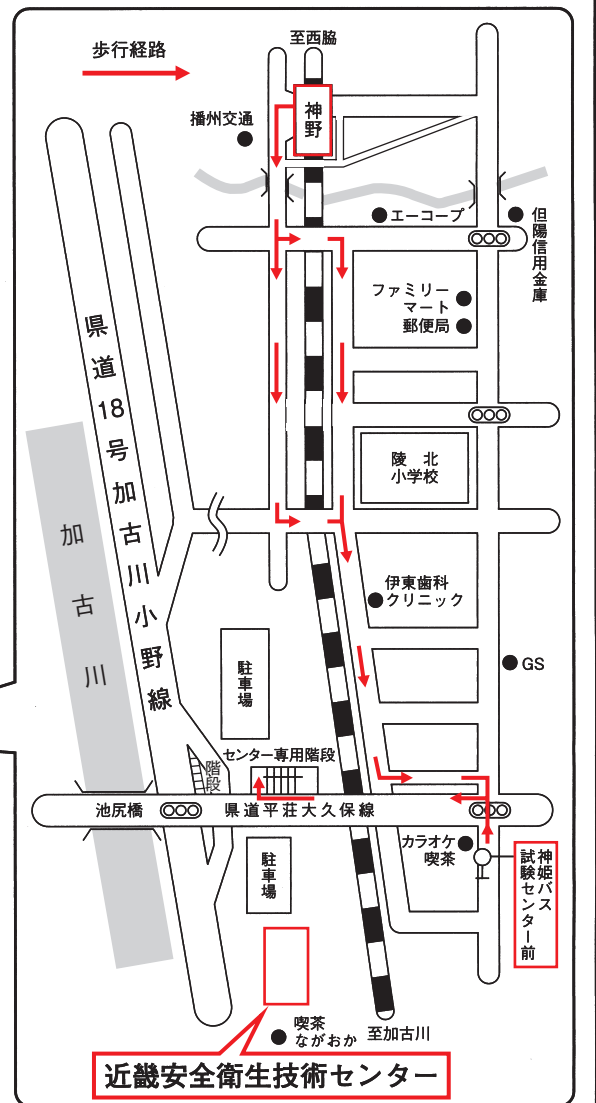 至西脇
歩行経路
神野
播州交通
エーコープ
但陽信用金庫
ファミリー
マート
郵便局
県道18号加古川小野線
陵北
小学校
加古川
伊東歯科
クリニック
駐車場
GS
センター専用階段
階段
池尻橋
県道平荘大久保線
カラオケ
喫茶
駐車場
神姫バス
試験センター前
喫茶
ながおか
至加古川
近畿安全衛生技術センター